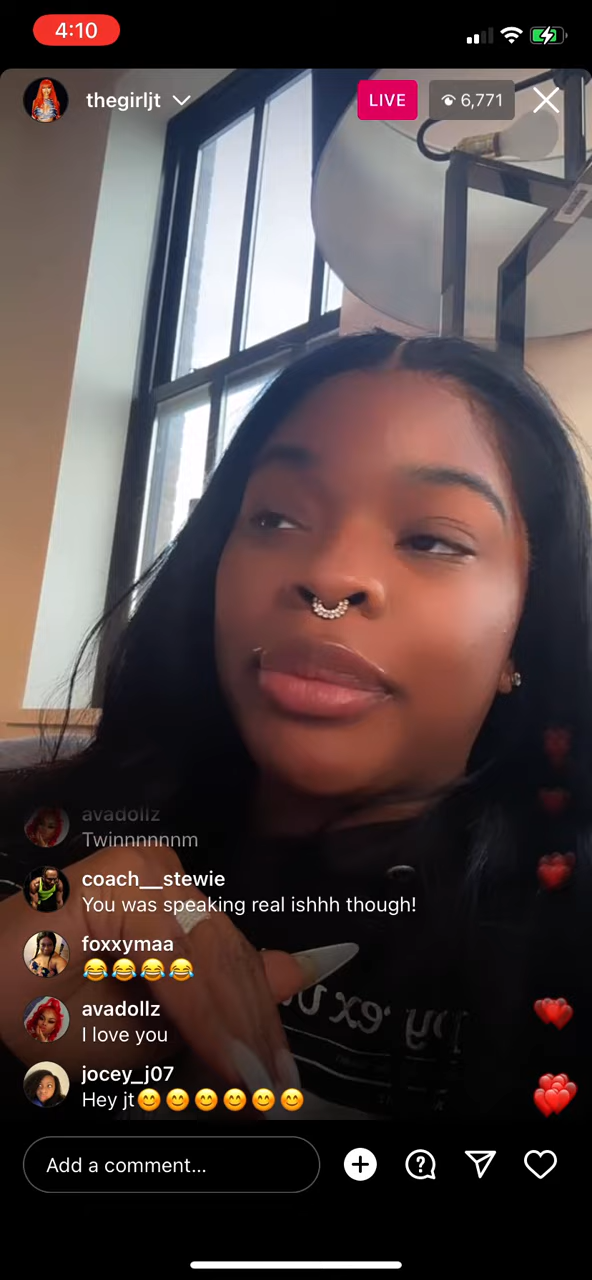 4:10
thegirljt
LIVE
6,771
avadollz
Twinnnnnnm
coach__stewie
You was speaking real ishhh though!
foxxymaa
😂😂😂😂
avadollz
I love you
jocey_j07
Hey jt😊😊😊😊😊😊
Add a comment...